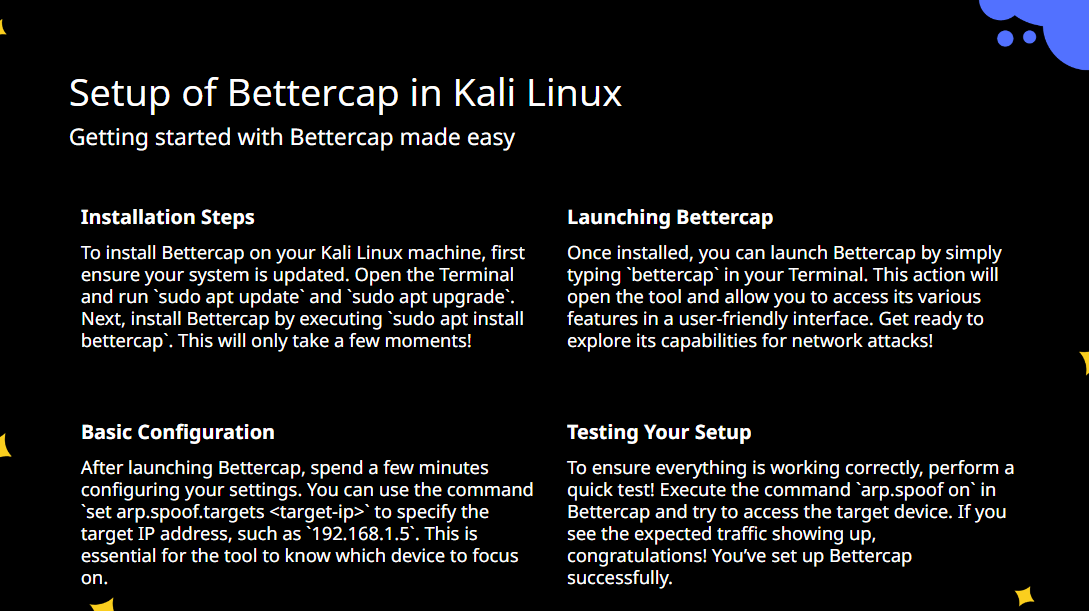 Setup of Bettercap in Kali Linux
Getting started with Bettercap made easy
Installation Steps
To install Bettercap on your Kali Linux machine, first
ensure your system is updated. Open the Terminal
and run `sudo apt update` and `sudo apt upgrade`.
Next, install Bettercap by executing `sudo apt install
bettercap`. This will only take a few moments!
Launching Bettercap
Once installed, you can launch Bettercap by simply
typing `bettercap` in your Terminal. This action will
open the tool and allow you to access its various
features in a user-friendly interface. Get ready to
explore its capabilities for network attacks!
Basic Configuration
After launching Bettercap, spend a few minutes
configuring your settings. You can use the command
`set arp.spoof.targets <target-ip>` to specify the
target IP address, such as `192.168.1.5`. This is
essential for the tool to know which device to focus
on.
Testing Your Setup
To ensure everything is working correctly, perform a
quick test! Execute the command `arp.spoof on` in
Bettercap and try to access the target device. If you
see the expected traffic showing up,
congratulations! You’ve set up Bettercap
successfully.